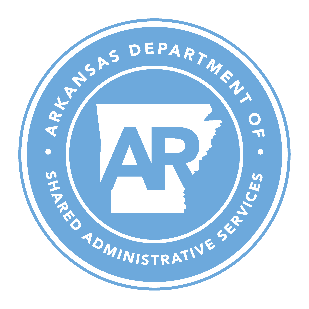 ARKANSAS DEPARTMENT OF
SHARED ADMINISTRATIVE SERVICES
AR